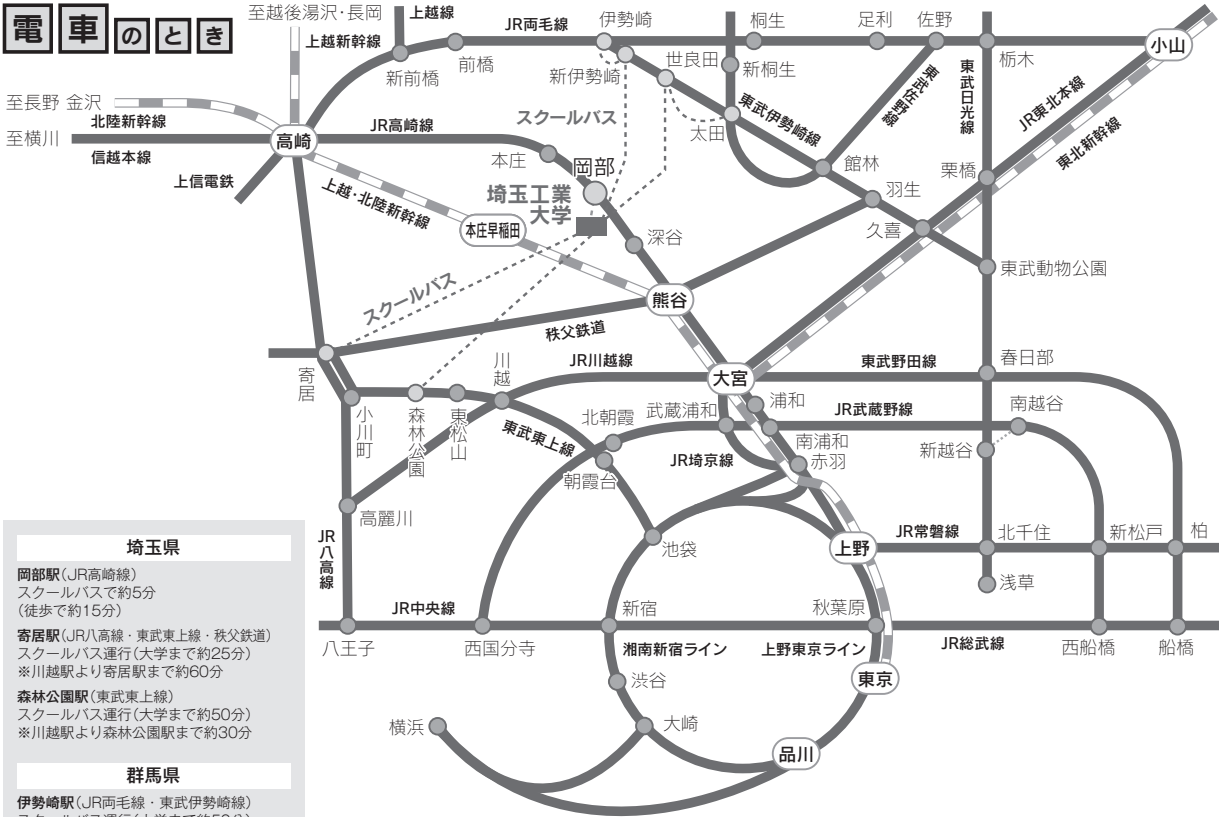 電車のとき
至越後湯沢・長岡
上越線
上越新幹線
JR両毛線
伊勢崎
桐生
足利
佐野
小山
新前橋
前橋
新伊勢崎
世良田
新桐生
栃木
東武佐野線
東武日光線
JR東北本線
東北新幹線
至長野 金沢
北陸新幹線
至横川
信越本線
高崎
JR高崎線
スクールバス
太田
東武伊勢崎線
上信電鉄
本庄
岡部
館林
栗橋
上越・北陸新幹線
埼玉工業
大学
羽生
本庄早稲田
久喜
深谷
東武動物公園
スクールバス
熊谷
秩父鉄道
寄居
川越
JR川越線
大宮
東武野田線
春日部
小川町
森林公園
東松山
東武東上線
北朝霞
武蔵浦和
浦和
JR武蔵野線
南越谷
南浦和
新越谷
JR埼京線
赤羽
朝霞台
高麗川
JR八高線
池袋
上野
JR常磐線
北千住
新松戸
柏
浅草
JR中央線
新宿
秋葉原
八王子
西国分寺
湘南新宿ライン
上野東京ライン
JR総武線
西船橋
船橋
渋谷
東京
横浜
大崎
品川
埼玉県
岡部駅(JR高崎線)
スクールバスで約5分
(徒歩で約15分)
寄居駅(JR八高線・東武東上線・秩父鉄道)
スクールバス運行(大学まで約25分)
※川越駅より寄居駅まで約60分
森林公園駅(東武東上線)
スクールバス運行(大学まで約50分)
※川越駅より森林公園駅まで約30分
群馬県
伊勢崎駅(JR両毛線・東武伊勢崎線)